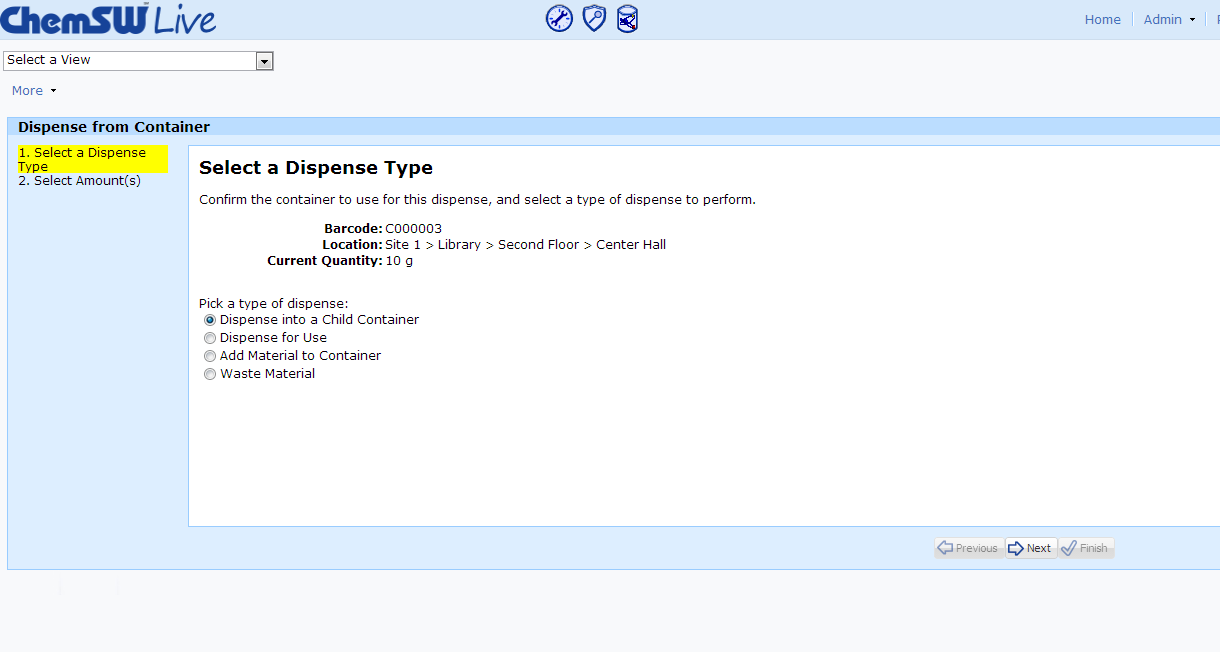 ChemSW Live
Home
Admin
Select a View
More
Dispense from Container
1. Select a Dispense
Type
2. Select Amount(s)
Select a Dispense Type
Confirm the container to use for this dispense, and select a type of dispense to perform.
Barcode: C000003
Location: Site 1 > Library > Second Floor > Center Hall
Current Quantity: 10 g
Pick a type of dispense:
Dispense into a Child Container
Dispense for Use
Add Material to Container
Waste Material
Previous
Next
Finish